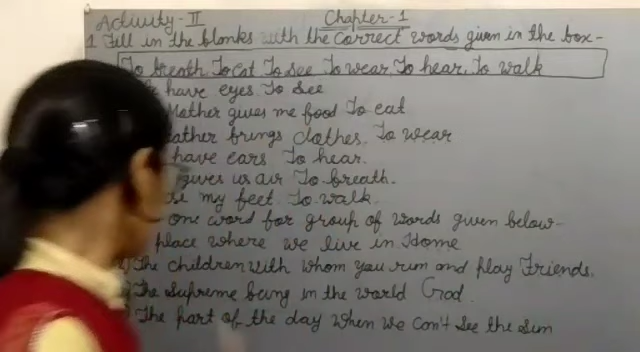 Activity-II Chapter-1
1 Fill in the blanks with the correct words given in the box-
To breath To eat To see To wear, To hear, To walk
have eyes To see
Mother gives me food To eat
ather brings clothes. To wear
have ears To hear.
gives us air To breath.
my feet. To walk.
one word for group of words given below-
place where we live in Home
The children with whom you run and play Friends.
The supreme being in the world God.
The part of the day when we can't see the sun